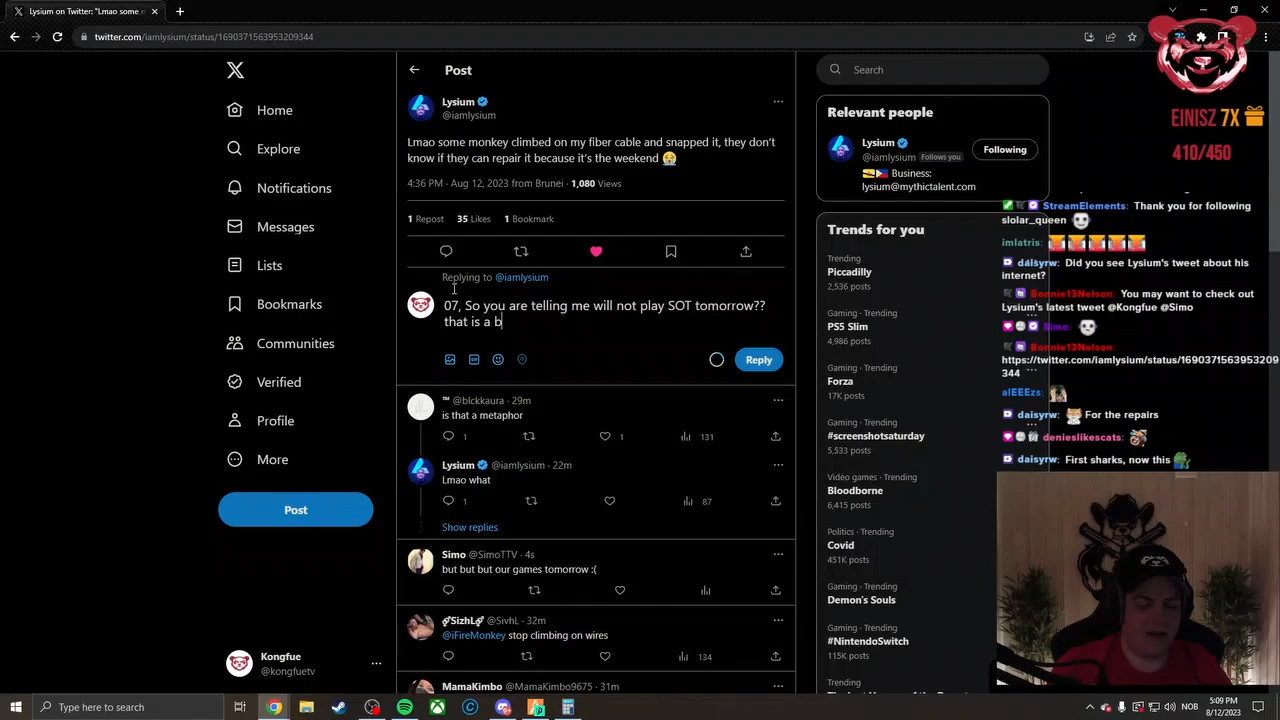 Lysium on Twitter: "Lmao some r
twitter.com/iamlysium/status/1690371563953209344
Home
Explore
Notifications
Messages
Lists
Bookmarks
Communities
Verified
Profile
More
Post
Kongfue
@kongfuetv
Post
Lysium
@iamlysium
Lmao some monkey climbed on my fiber cable and snapped it, they don't
know if they can repair it because it's the weekend
4:36 PM · Aug 12, 2023 from Brunei · 1,080 Views
1 Repost 35 Likes 1 Bookmark
Replying to @iamlysium
07, So you are telling me will not play SOT tomorrow??
that is a b
Reply
™ @blckkaura · 29m
is that a metaphor
1 1 131
Lysium @iamlysium · 22m
Lmao what
1 87
Show replies
Simo @SimoTTV · 4s
but but but our games tomorrow :(
SizhL @SivhL · 32m
@iFireMonkey stop climbing on wires
134
MamaKimbo @MamaKimbo9675 · 31m
Search
Relevant people
Lysium
@iamlysium Follows you
Following
Business:
lysium@mythictalent.com
Trends for you
Trending
Piccadilly
2,536 posts
Gaming · Trending
PS5 Slim
4,986 posts
Gaming · Trending
Forza
17K posts
Gaming · Trending
#screenshotsaturday
5,533 posts
Video games · Trending
Bloodborne
6,415 posts
Politics · Trending
Covid
451K posts
Gaming · Trending
Demon's Souls
Gaming · Trending
#NintendoSwitch
115K posts
Trending
EINISZ 7X
410/450
StreamElements: Thank you for following
slolar_queen
imlatris:
daisyrw: Did you see Lysium's tweet about his
internet?
Bonnie13Nelson: You may want to check out
Lysium's latest tweet @Kongfue @Simo
Simo:
Bonnie13Nelson:
https://twitter.com/iamlysium/status/1690371563953209
344
alEEEzs:
daisyrw: For the repairs
denieslikescats:
daisyrw: First sharks, now this
Type here to search
NOB
5:09 PM
8/12/2023